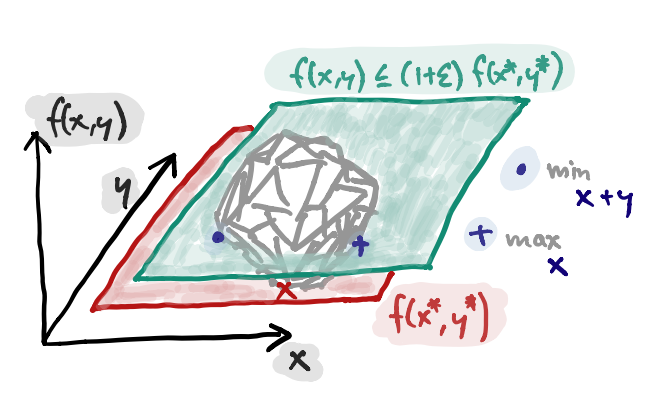 f(x,y) ≤ (1+ε) f(x*,y*)
f(x,y)
y
min
x+y
max
x
f(x*,y*)
x